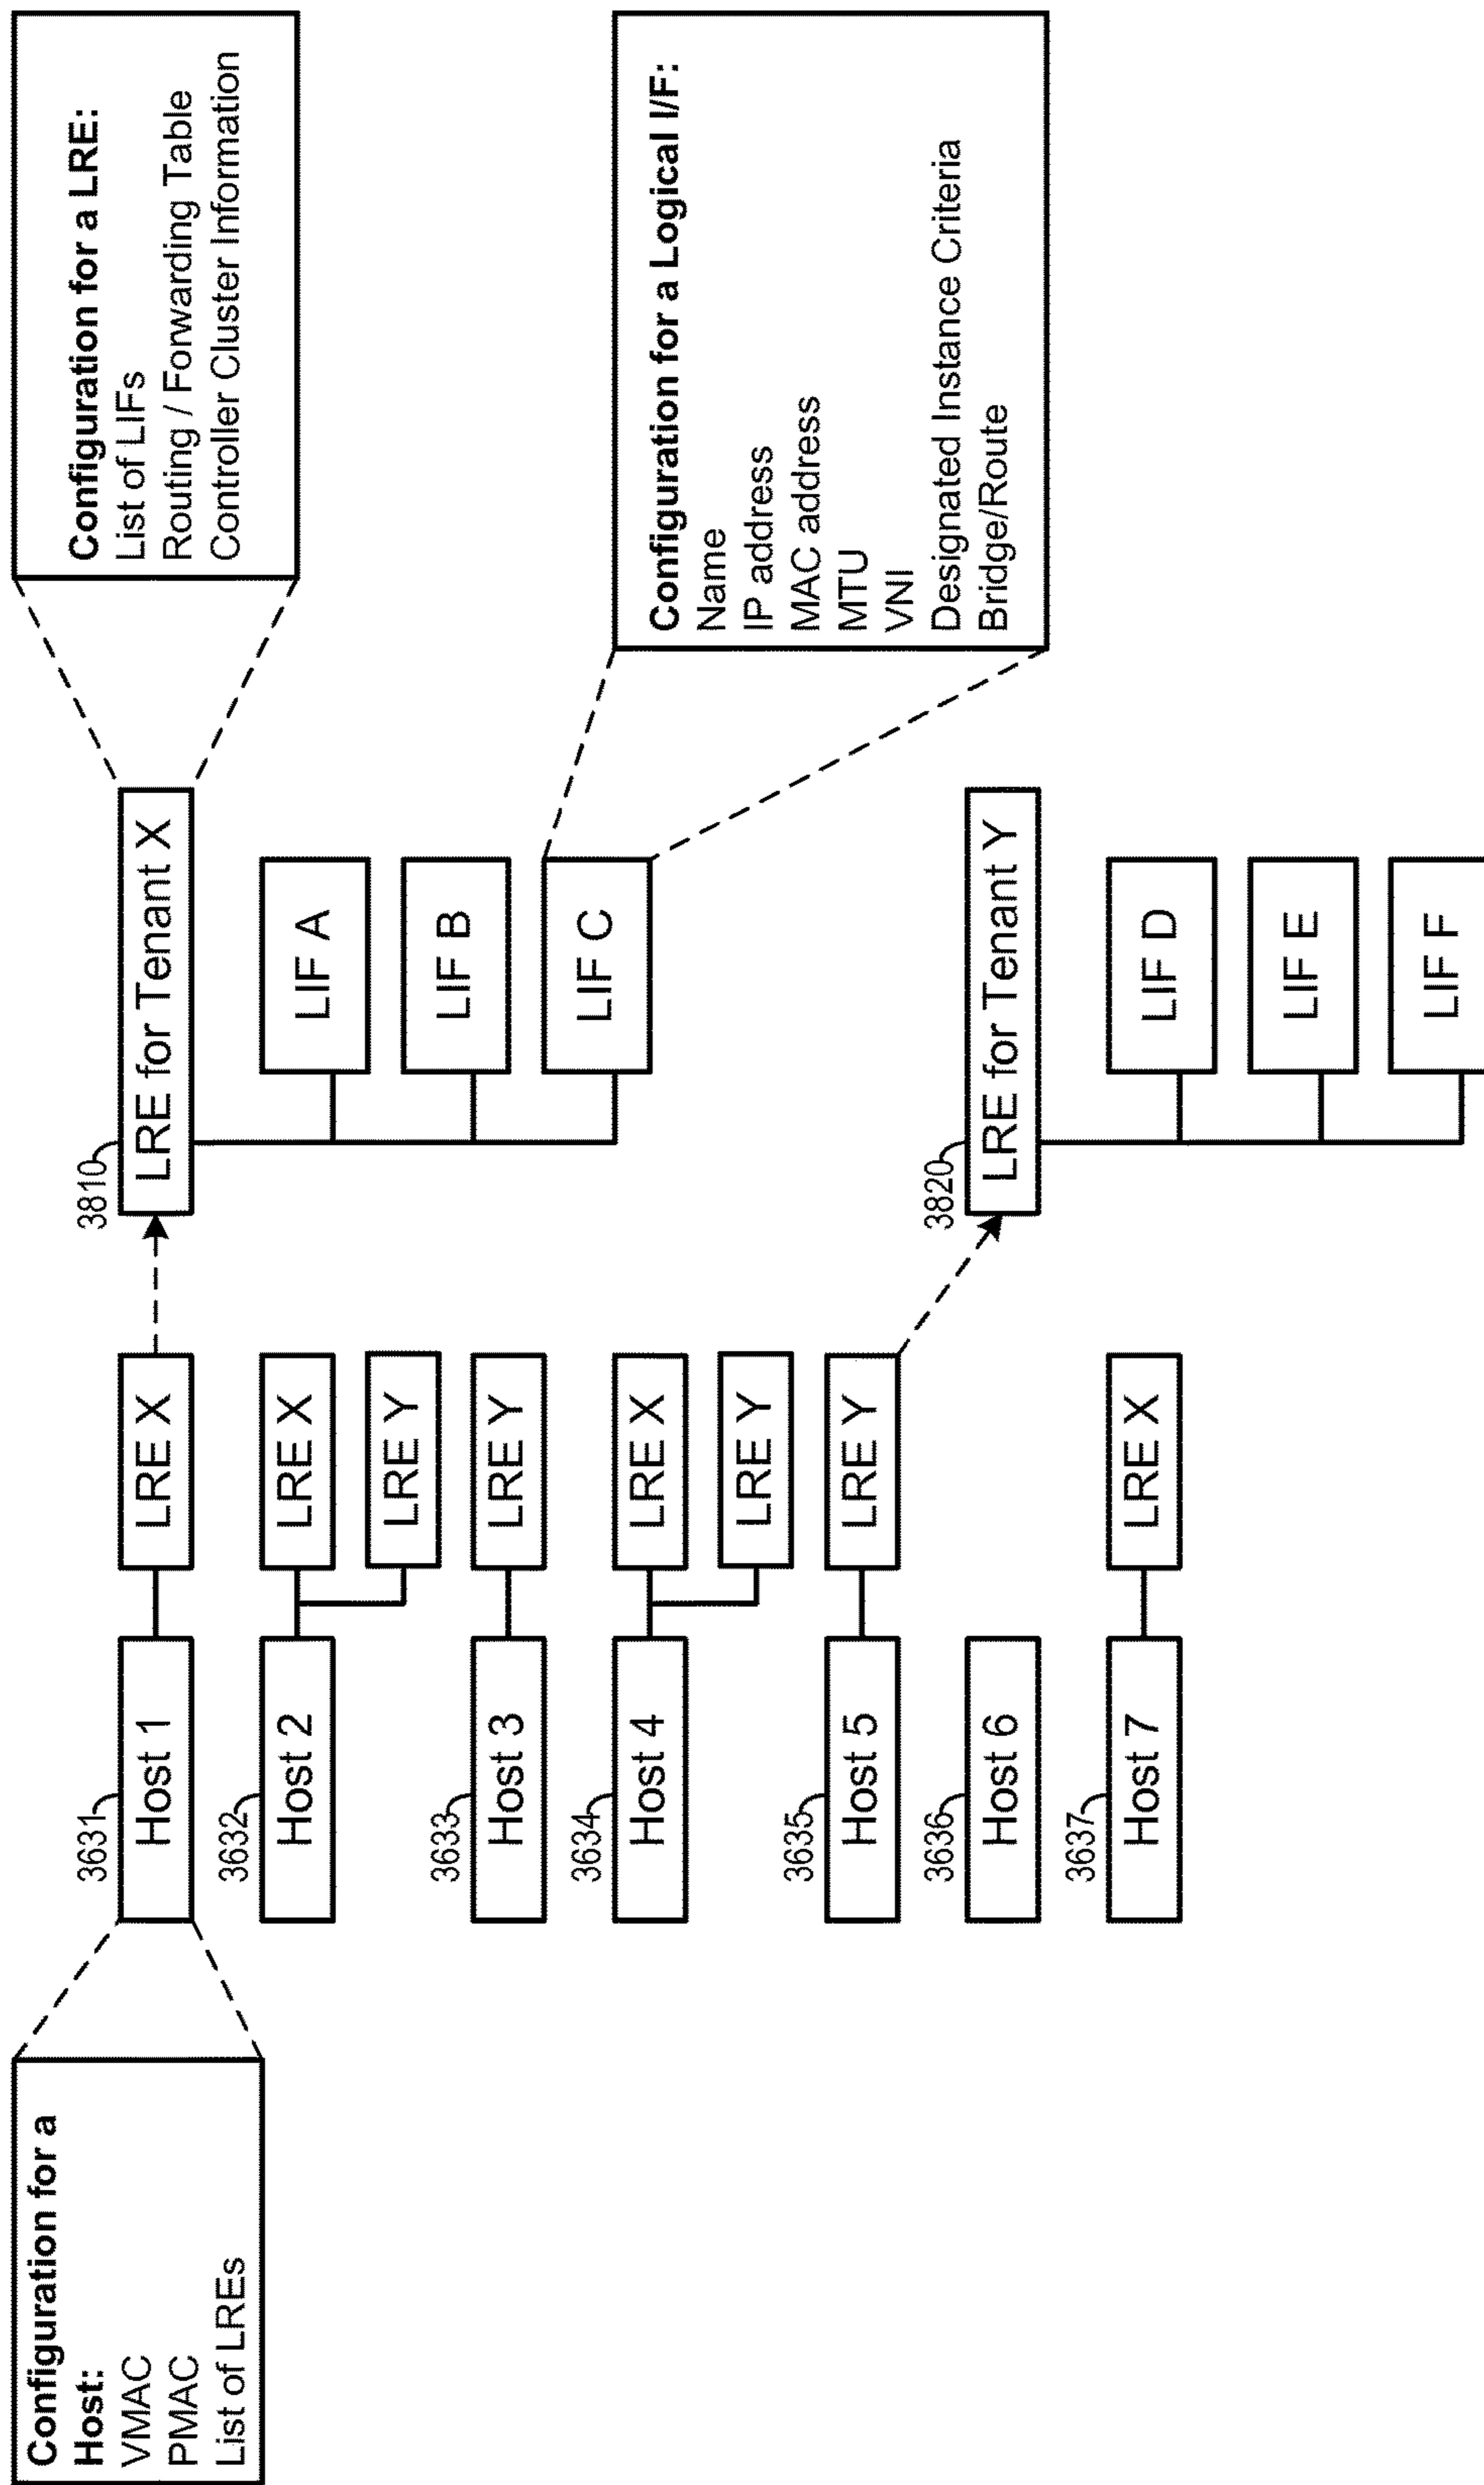 Configuration for a
Host:
VMAC
PMAC
List of LREs
3631
Host 1
LRE X
3632
Host 2
LRE X
LRE Y
3633
Host 3
LRE Y
3634
Host 4
LRE X
LRE Y
3635
Host 5
LRE Y
3636
Host 6
3637
Host 7
LRE X
3810
LRE for Tenant X
LIF A
LIF B
LIF C
3820
LRE for Tenant Y
LIF D
LIF E
LIF F
Configuration for a LRE:
List of LIFs
Routing / Forwarding Table
Controller Cluster Information
Configuration for a Logical I/F:
Name
IP address
MAC address
MTU
VNI
Designated Instance Criteria
Bridge/Route